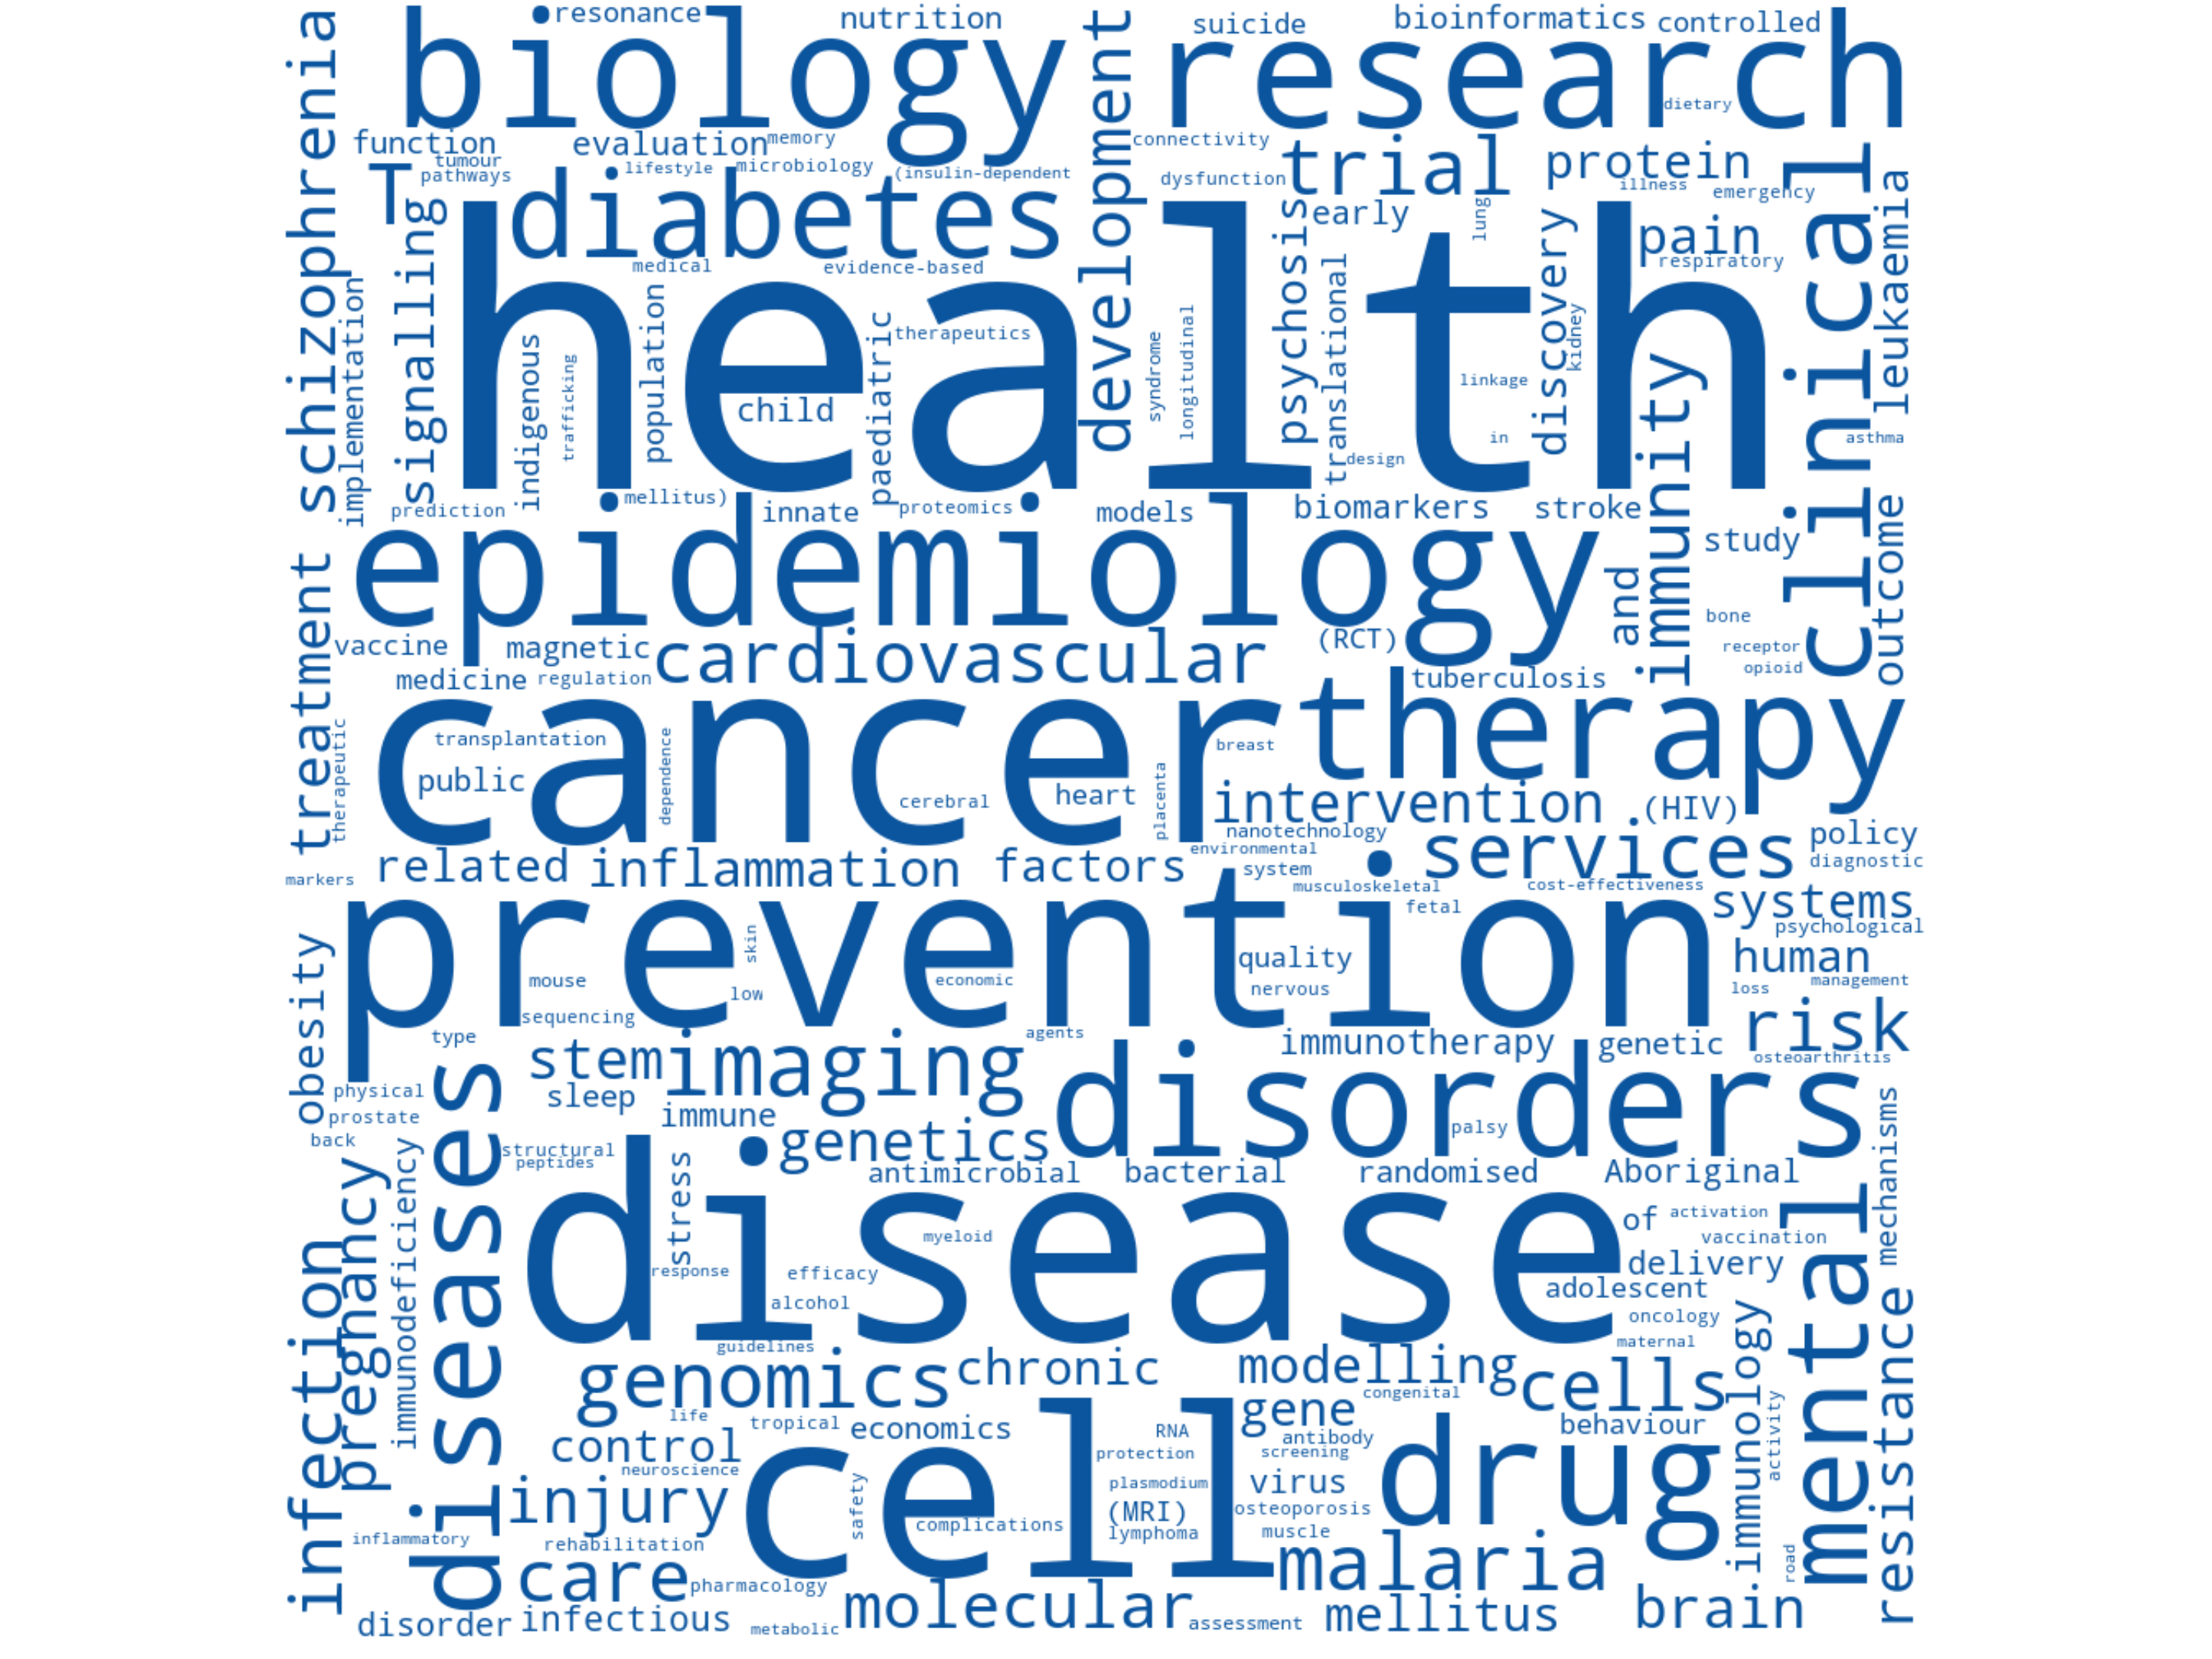 resonance
nutrition
suicide
bioinformatics
controlled
schizophrenia
biology
development
research
dietary
clinical
function
evaluation
memory
connectivity
trial
protein
tumour
pathways
T
lifestyle
microbiology
(insulin-dependent
dysfunction
illness
emergency
leukaemia
signalling
diabetes
psychosis
early
lung
discovery
pain
respiratory
medical
evidence-based
translational
implementation
health
indigenous
trafficking
population
child
paediatric
therapeutics
syndrome
longitudinal
linkage
kidney
in
design
immunity
asthma
prediction
mellitus)
innate
proteomics
models
biomarkers
stroke
outcome
study
epidemiology
and
treatment
vaccine
magnetic
cardiovascular
(RCT)
bone
receptor
opioid
medicine
regulation
tuberculosis
therapeutic
cancer
therapy
transplantation
public
dependence
cerebral
heart
placenta
breast
intervention
(HIV)
nanotechnology
environmental
services
policy
diagnostic
markers
related
inflammation
factors
system
musculoskeletal
cost-effectiveness
fetal
systems
psychological
obesity
prevention
skin
mouse
low
economic
quality
nervous
human
loss
management
sequencing
type
agents
risk
osteoarthritis
stem
imaging
immunotherapy
genetic
physical
prostate
back
sleep
immune
disorders
palsy
mechanisms
genetics
structural
peptides
diseases
pregnancy
immunodeficiency
stress
antimicrobial
bacterial
randomised
Aboriginal
disease
myeloid
of
activation
vaccination
mental
response
efficacy
alcohol
delivery
adolescent
oncology
maternal
infection
guidelines
genomics
chronic
modelling
cells
immunology
resistance
congenital
life
tropical
economics
gene
behaviour
activity
control
neuroscience
cell
RNA
protection
antibody
screening
drug
plasmodium
virus
injury
safety
complications
(MRI)
lymphoma
osteoporosis
muscle
inflammatory
rehabilitation
care
pharmacology
malaria
road
disorder
infectious
metabolic
molecular
assessment
mellitus
brain